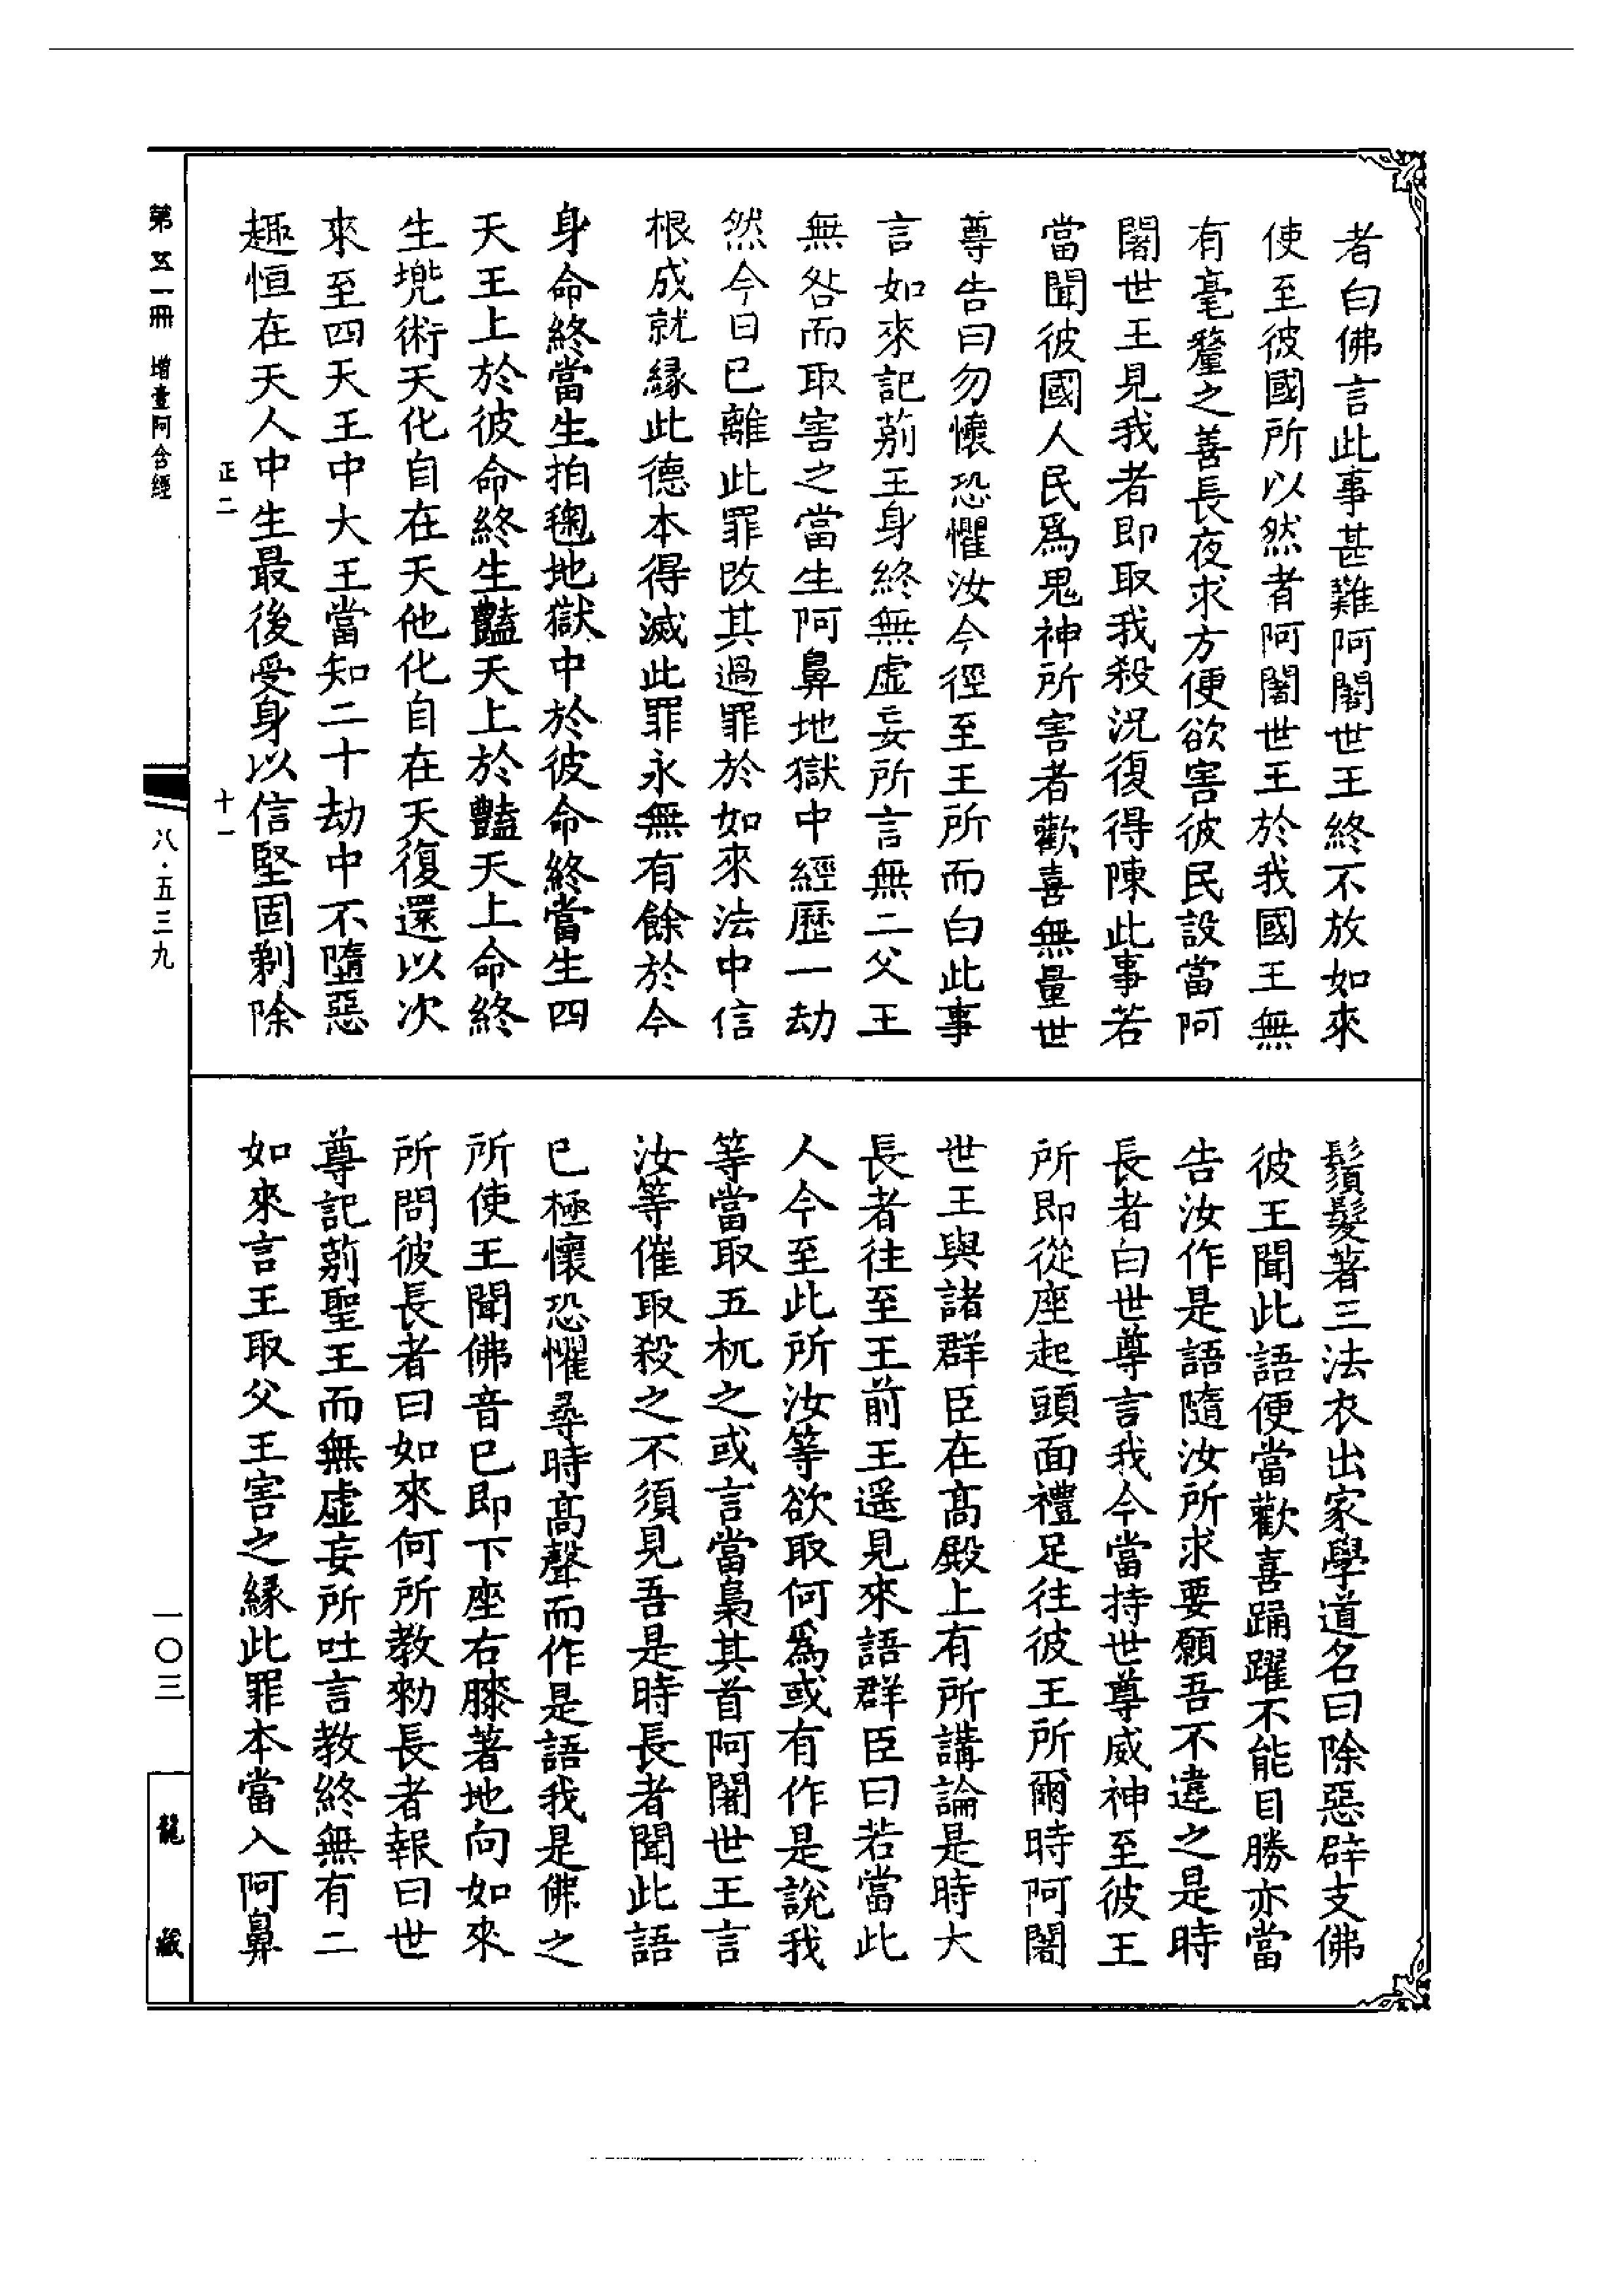 者白佛言此事甚難阿闍世王終不放如來
使至彼國所以然者阿闍世王於我國王無
有毫釐之善長夜求方便欲害彼民設當阿
闍世王見我者即取我殺況復得陳此事若
當聞彼國人民爲鬼神所害者歡喜無量世
尊告曰勿懷恐懼汝今徑至王所而白此事
言如來記莂王身終無虛妄所言無二父王
無咎而取害之當生阿鼻地獄中經歷一劫
然今日已離此罪改其過罪於如來法中信
根成就緣此德本得滅此罪永無有餘於今
身命終當生拍毱地獄中於彼命終當生四
天王上於彼命終生豔天上於豔天上命終
生兜術天化自在天他化自在天復還以次
來至四天王中大王當知二十劫中不墮惡
趣恒在天人中生最後受身以信堅固剃除
鬚髮著三法衣出家學道名曰除惡辟支佛
彼王聞此語便當歡喜踊躍不能自勝亦當
告汝作是語隨汝所求要願吾不違之是時
長者白世尊言我今當持世尊威神至彼王
所即從座起頭面禮足往彼王所爾時阿闍
世王與諸群臣在高殿上有所講論是時大
長者往至王前王遥見來語群臣曰若當此
人今至此所汝等欲取何爲或有作是說我
等當取五杌之或言當梟其首阿闍世王言
汝等催取殺之不須見吾是時長者聞此語
已極懷恐懼尋時高聲而作是語我是佛之
所使王聞佛音已即下座右膝著地向如來
所問彼長者曰如來何所教勑長者報曰世
尊記莂聖王而無虛妄所吐言教終無有二
如來言王取父王害之緣此罪本當入阿鼻
第五一冊 增壹阿含經
正二 十一
八·五三九
一〇三
龍藏